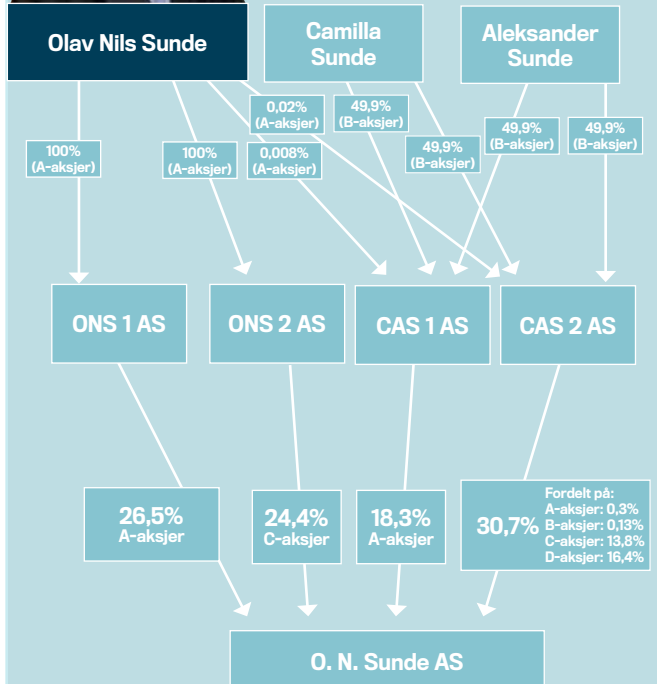 Olav Nils Sunde
Camilla
Sunde
Aleksander
Sunde
100%
(A-aksjer)
100%
(A-aksjer)
0,02%
(A-aksjer)
0,008%
(A-aksjer)
49,9%
(B-aksjer)
49,9%
(B-aksjer)
49,9%
(B-aksjer)
49,9%
(B-aksjer)
ONS 1 AS
ONS 2 AS
CAS 1 AS
CAS 2 AS
26,5%
A-aksjer
24,4%
C-aksjer
18,3%
A-aksjer
30,7%
Fordelt på:
A-aksjer: 0,3%
B-aksjer: 0,13%
C-aksjer: 13,8%
D-aksjer: 16,4%
O. N. Sunde AS